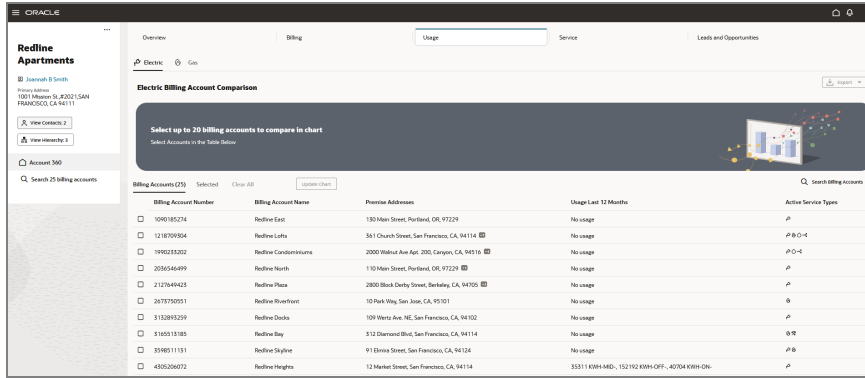 ORACLE
Redline Apartments
Joannah B Smith
Primary Address
1001 Mission St.,#2021,SAN
FRANCISCO, CA 94111
View Contacts: 2
View Hierarchy: 3
Account 360
Search 25 billing accounts
Overview
Billing
Usage
Service
Leads and Opportunities
Electric
Gas
Electric Billing Account Comparison
Export
Select up to 20 billing accounts to compare in chart
Select Accounts in the Table Below
Billing Accounts (25) Selected Clear All Update Chart
Search Billing Accounts
Billing Account Number Billing Account Name Premise Addresses Usage Last 12 Months Active Service Types
1090185274 Redline East 130 Main Street, Portland, OR, 97229 No usage
1218709304 Redline Lofts 361 Church Street, San Francisco, CA, 94114 No usage
1990233202 Redline Condominiums 2000 Walnut Ave Apt. 200, Canyon, CA, 94516 No usage
2036546499 Redline North 110 Main Street, Portland, OR, 97229 No usage
2127649423 Redline Plaza 2800 Block Derby Street, Berkeley, CA, 94705 No usage
2673750551 Redline Riverfront 10 Park Way, San Jose, CA, 95101 No usage
3132893259 Redline Docks 109 Wertz Ave. NE, San Francisco, CA, 94102 No usage
3165513185 Redline Bay 312 Diamond Blvd, San Francisco, CA, 94114 No usage
3598511131 Redline Skyline 91 Elmira Street, San Francisco, CA, 94124 No usage
4305206072 Redline Heights 12 Market Street, San Francisco, CA, 94114 35311 KWH-MID-, 152192 KWH-OFF-, 40704 KWH-ON-